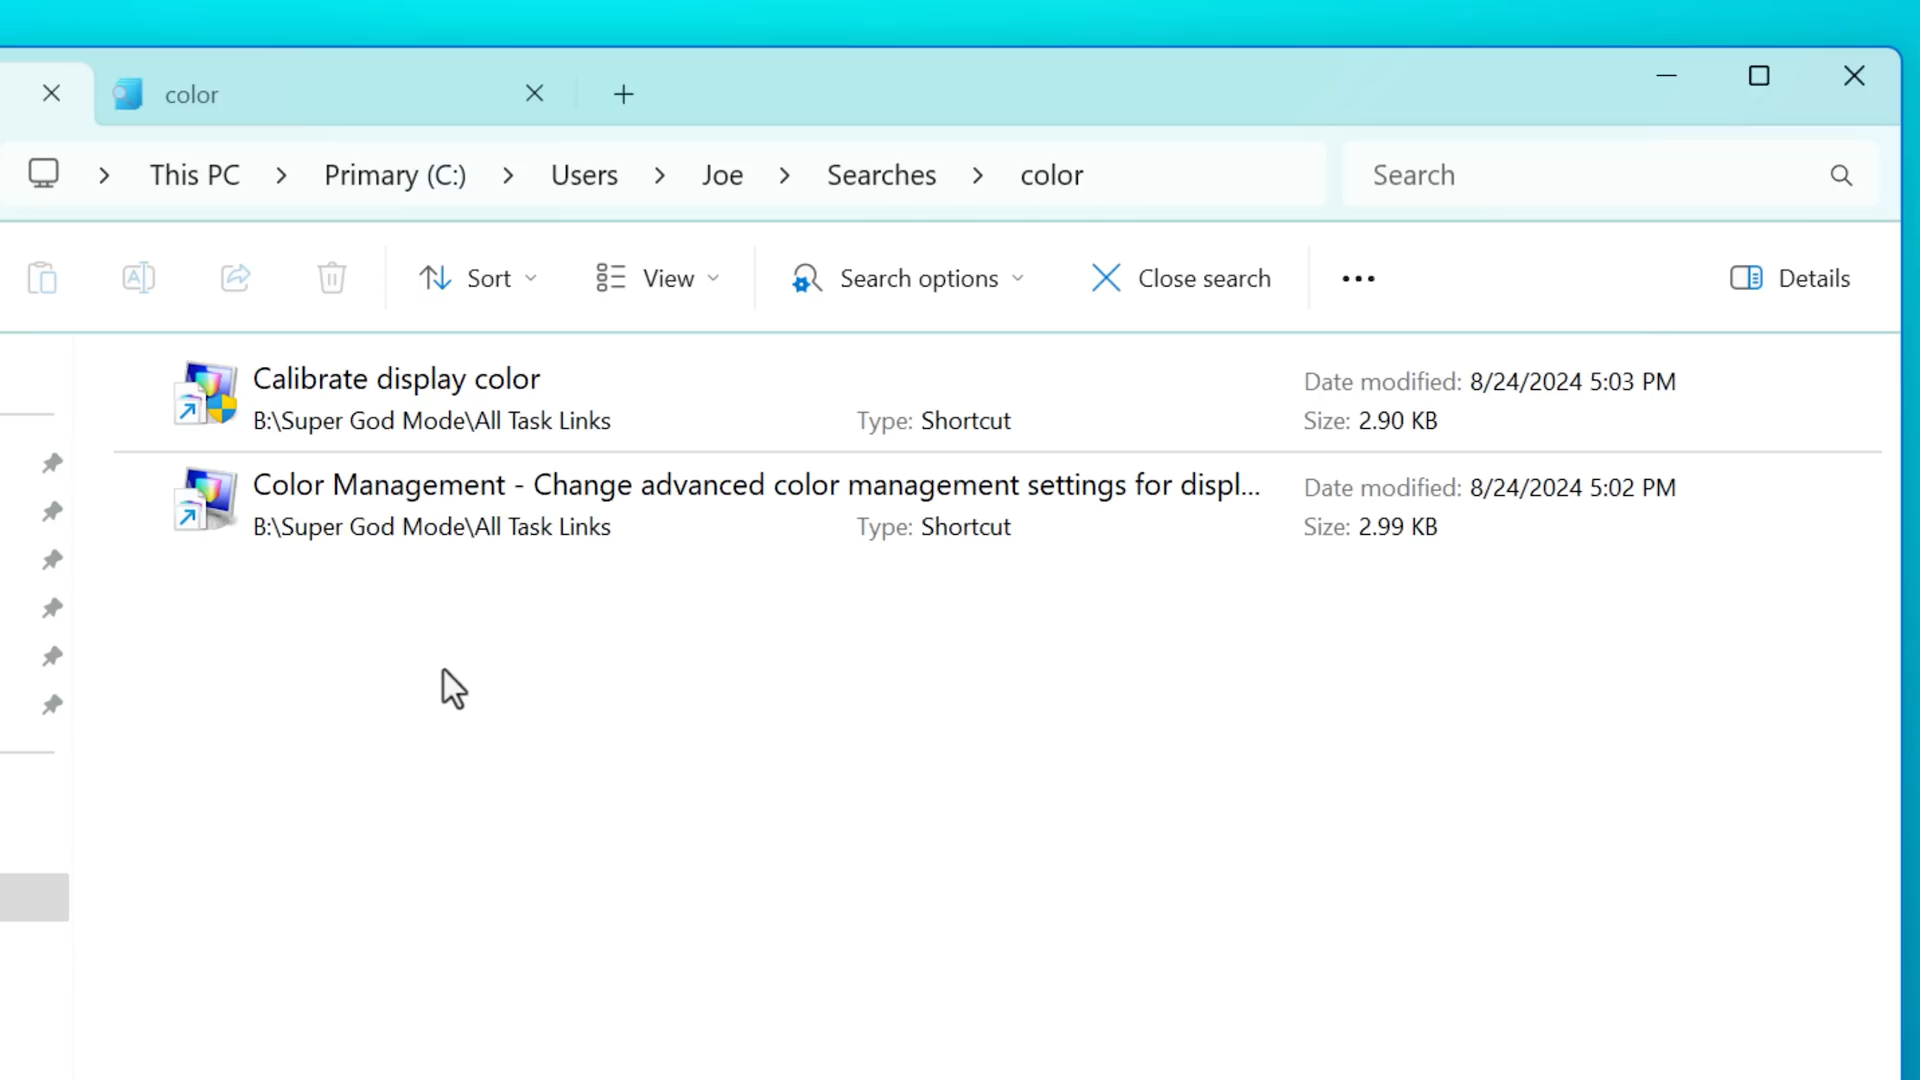 color
This PC > Primary (C:) > Users > Joe > Searches > color
Search
Sort
View
Search options
Close search
Details
Calibrate display color
B:\Super God Mode\All Task Links
Type: Shortcut
Date modified: 8/24/2024 5:03 PM
Size: 2.90 KB
Color Management - Change advanced color management settings for displ...
B:\Super God Mode\All Task Links
Type: Shortcut
Date modified: 8/24/2024 5:02 PM
Size: 2.99 KB